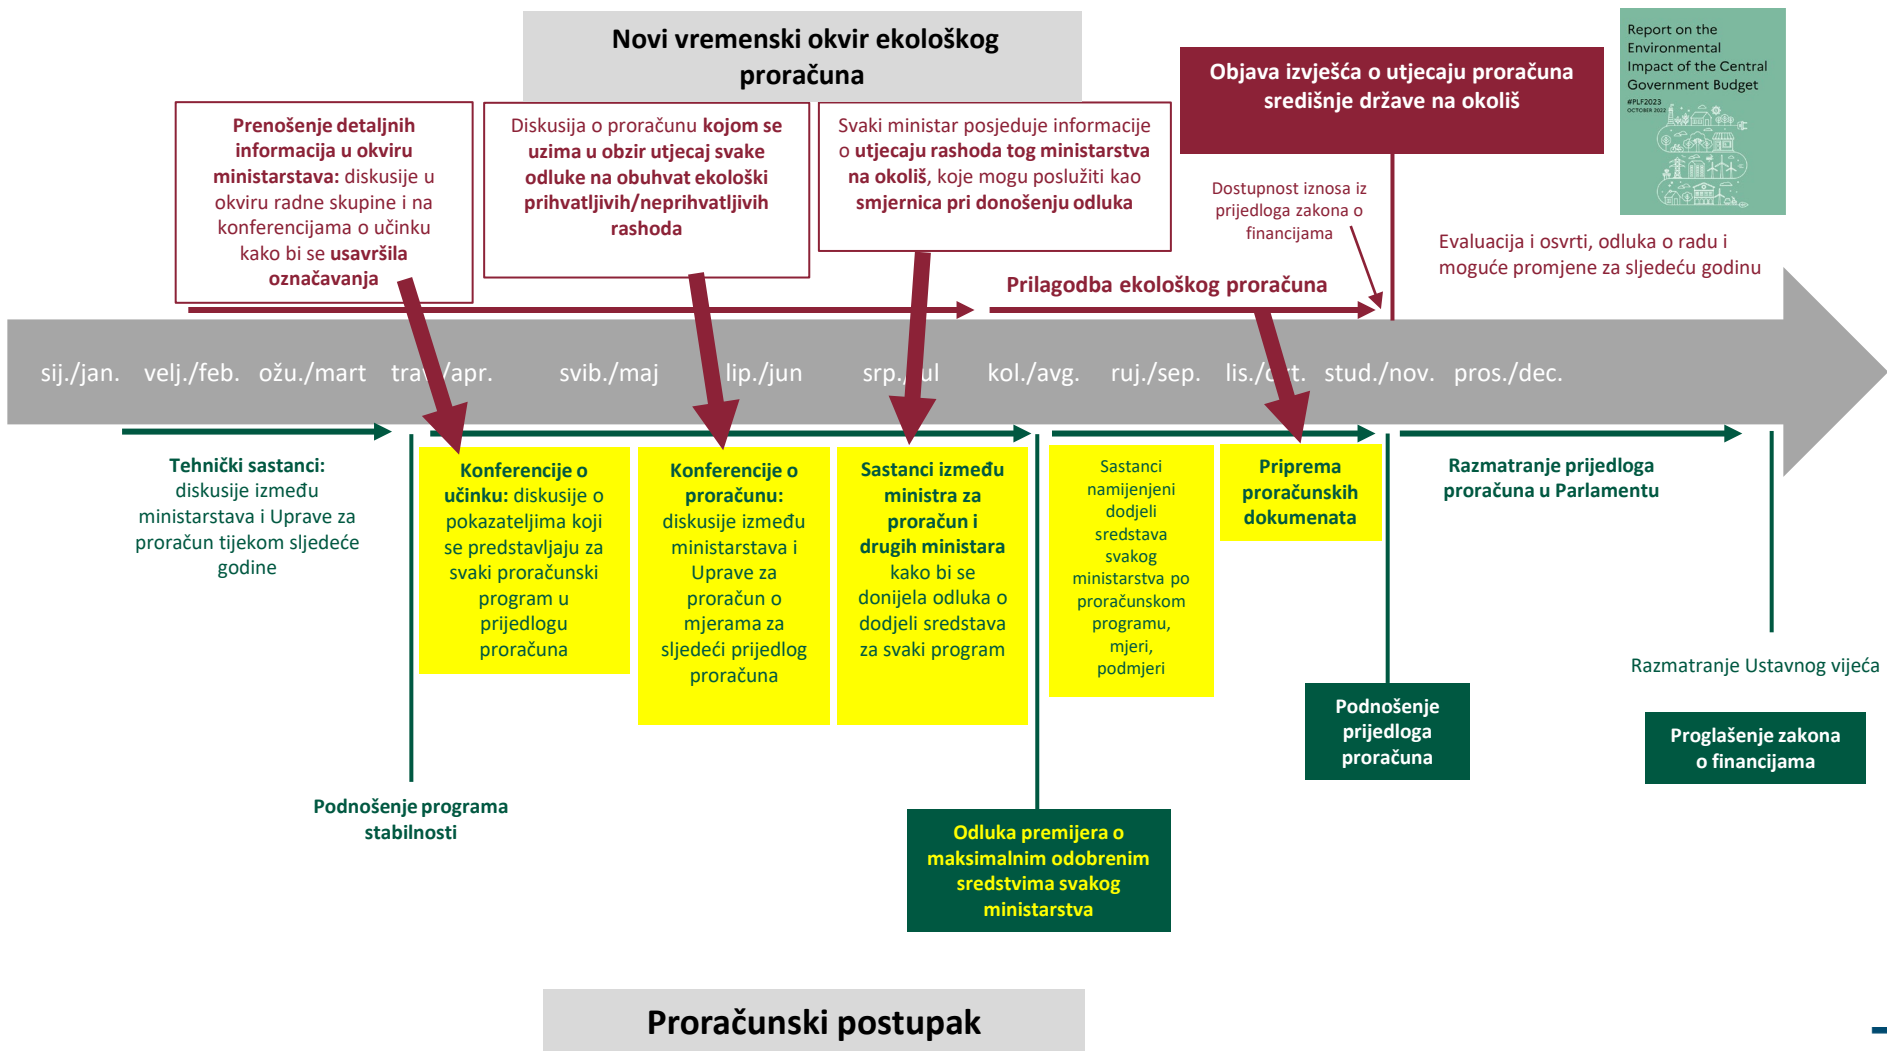 Novi vremenski okvir ekološkog
proračuna
Prenošenje detaljnih
informacija u okviru
ministarstava: diskusije u
okviru radne skupine i na
konferencijama o učinku
kako bi se usavršila
označavanja
Diskusija o proračunu kojom se
uzima u obzir utjecaj svake
odluke na obuhvat ekološki
prihvatljivih/neprihvatljivih
rashoda
Svaki ministar posjeduje informacije
o utjecaju rashoda tog ministarstva
na okoliš, koje mogu poslužiti kao
smjernica pri donošenju odluka
Objava izvješća o utjecaju proračuna
središnje države na okoliš
Report on the
Environmental
Impact of the Central
Government Budget
#PLF2023
OCTOBER 2022
Dostupnost iznosa iz
prijedloga zakona o
financijama
Evaluacija i osvrti, odluka o radu i
moguće promjene za sljedeću godinu
Prilagodba ekološkog proračuna
sij./jan. velj./feb. ožu./mart trav./apr. svib./maj lip./jun srp./jul kol./avg. ruj./sep. lis./okt. stud./nov. pros./dec.
Tehnički sastanci:
diskusije između
ministarstava i Uprave za
proračun tijekom sljedeće
godine
Konferencije o
učinku: diskusije o
pokazateljima koji
se predstavljaju za
svaki proračunski
program u
prijedlogu
proračuna
Konferencije o
proračunu:
diskusije između
ministarstava i
Uprave za
proračun o
mjerama za
sljedeći prijedlog
proračuna
Sastanci između
ministra za
proračun i
drugih ministara
kako bi se
donijela odluka o
dodjeli sredstava
za svaki program
Sastanci
namijenjeni
dodjeli
sredstava
svakog
ministarstva po
proračunskom
programu,
mjeri,
podmjeri
Priprema
proračunskih
dokumenata
Razmatranje prijedloga
proračuna u Parlamentu
Razmatranje Ustavnog vijeća
Podnošenje
prijedloga
proračuna
Proglašenje zakona
o financijama
Podnošenje programa
stabilnosti
Odluka premijera o
maksimalnim odobrenim
sredstvima svakog
ministarstva
Proračunski postupak